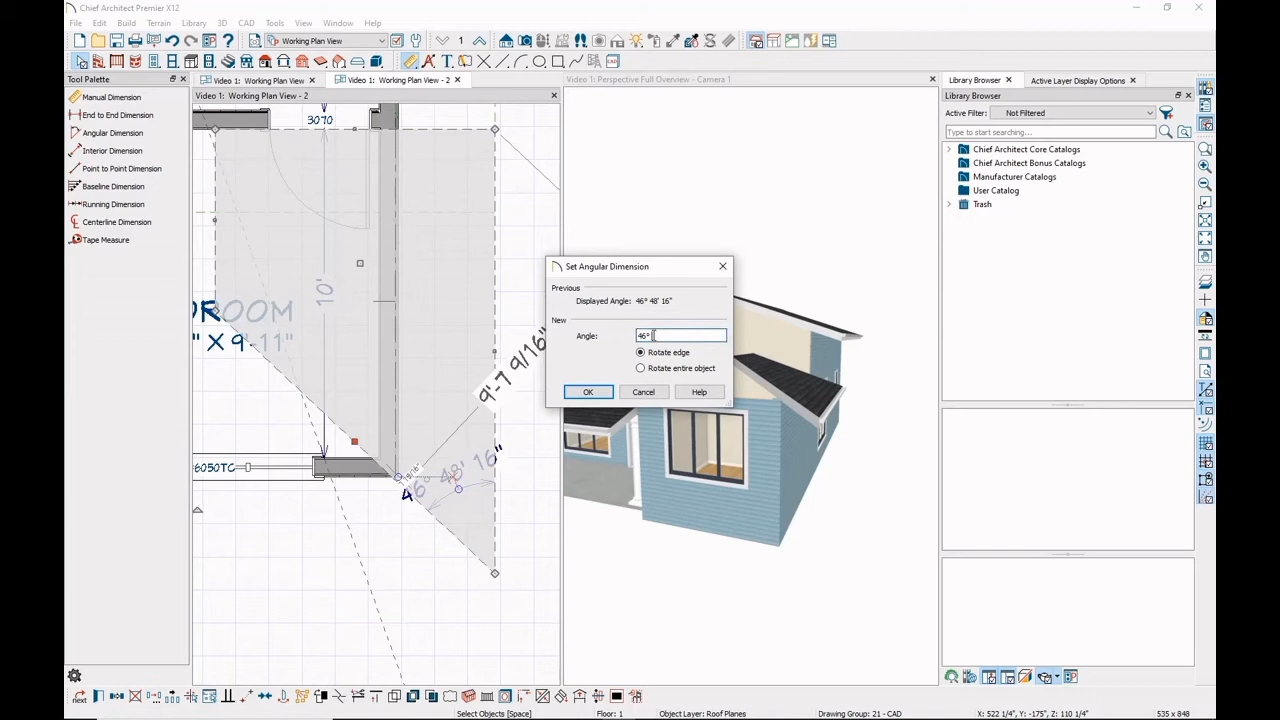 Chief Architect Premier X12
File Edit Build Terrain Library 3D CAD Tools View Window Help
Working Plan View 1
Tool Palette
Video 1: Working Plan View Video 1: Working Plan View - 2
Video 1: Perspective Full Overview - Camera 1
Library Browser Active Layer Display Options
Video 1: Working Plan View - 2
Library Browser
Manual Dimension
End to End Dimension
Angular Dimension
Interior Dimension
Point to Point Dimension
Baseline Dimension
Running Dimension
Centerline Dimension
Tape Measure
Active Filter: Not Filtered
Type to start searching...
Chief Architect Core Catalogs
Chief Architect Bonus Catalogs
Manufacturer Catalogs
User Catalog
Trash
3070
10'
OROOM
" X 9'-11"
9'-7 9/16"
6050TC
46° 48' 16"
Set Angular Dimension
Previous
Displayed Angle: 46° 48' 16"
New
Angle: 46°
Rotate edge
Rotate entire object
OK Cancel Help
next
Select Objects [Space] Floor: 1 Object Layer: Roof Planes Drawing Group: 21 - CAD X: 522 1/4", Y: -175", Z: 110 1/4" 535 x 848